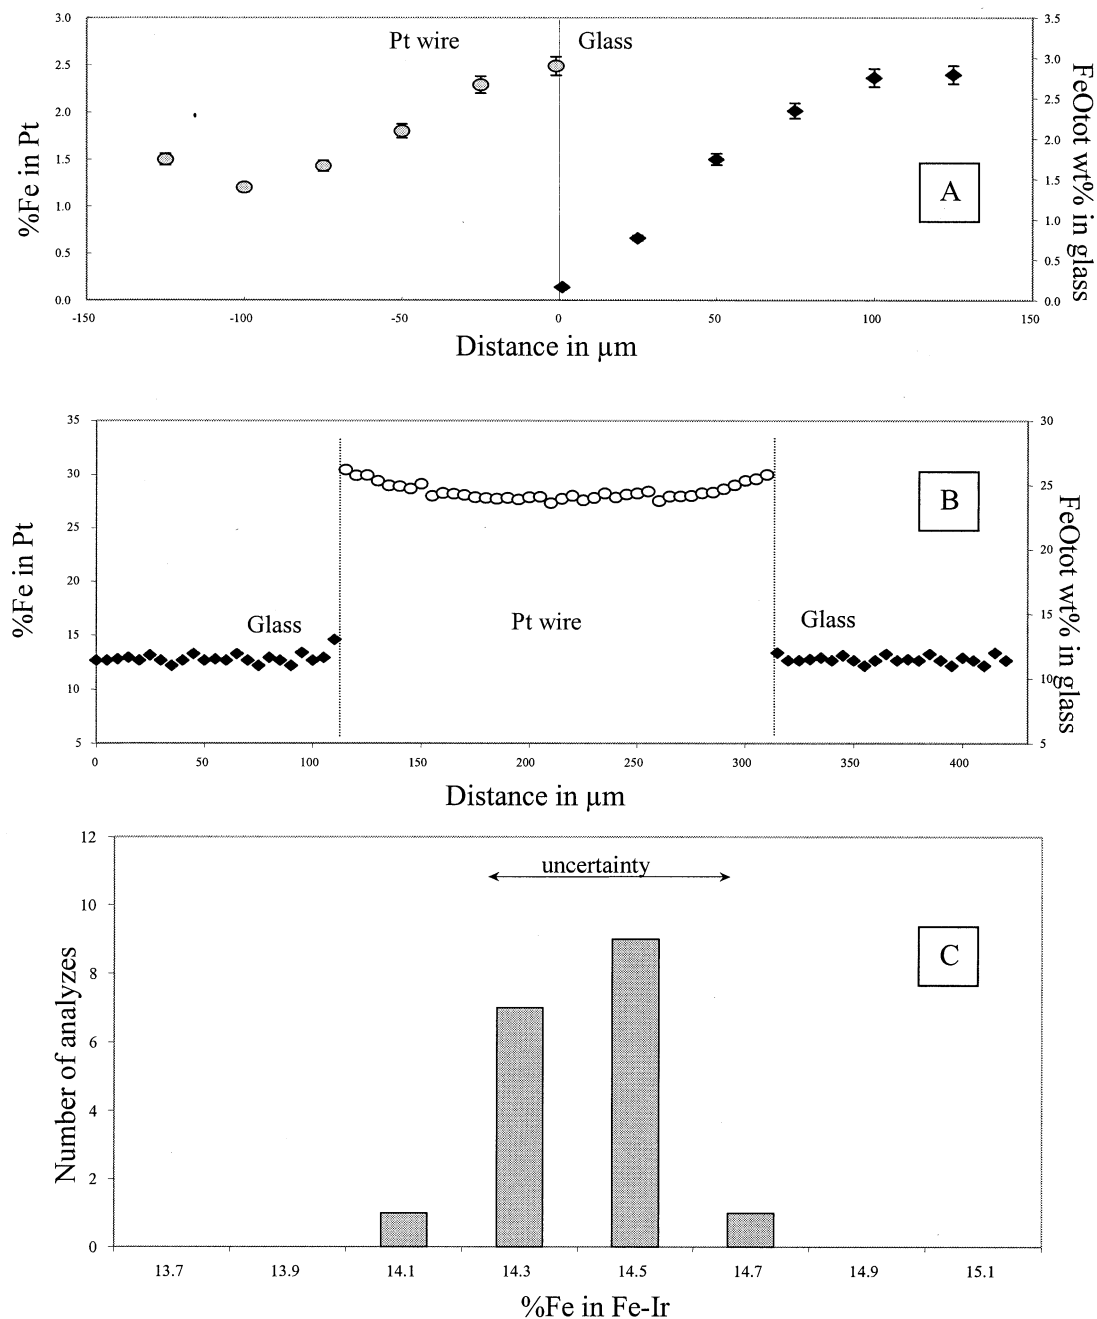 Pt wire Glass
A
3.0
2.5
2.0
1.5
1.0
0.5
0.0
%Fe in Pt
3.5
3.0
2.5
2.0
1.5
1.0
0.5
0.0
FeOtot wt% in glass
-150 -100 -50 0 50 100 150
Distance in µm
B
35
30
25
20
15
10
5
%Fe in Pt
Glass Pt wire Glass
30
25
20
15
10
5
FeOtot wt% in glass
0 50 100 150 200 250 300 350 400
Distance in µm
uncertainty
C
12
10
8
6
4
2
0
Number of analyzes
13.7 13.9 14.1 14.3 14.5 14.7 14.9 15.1
%Fe in Fe-Ir